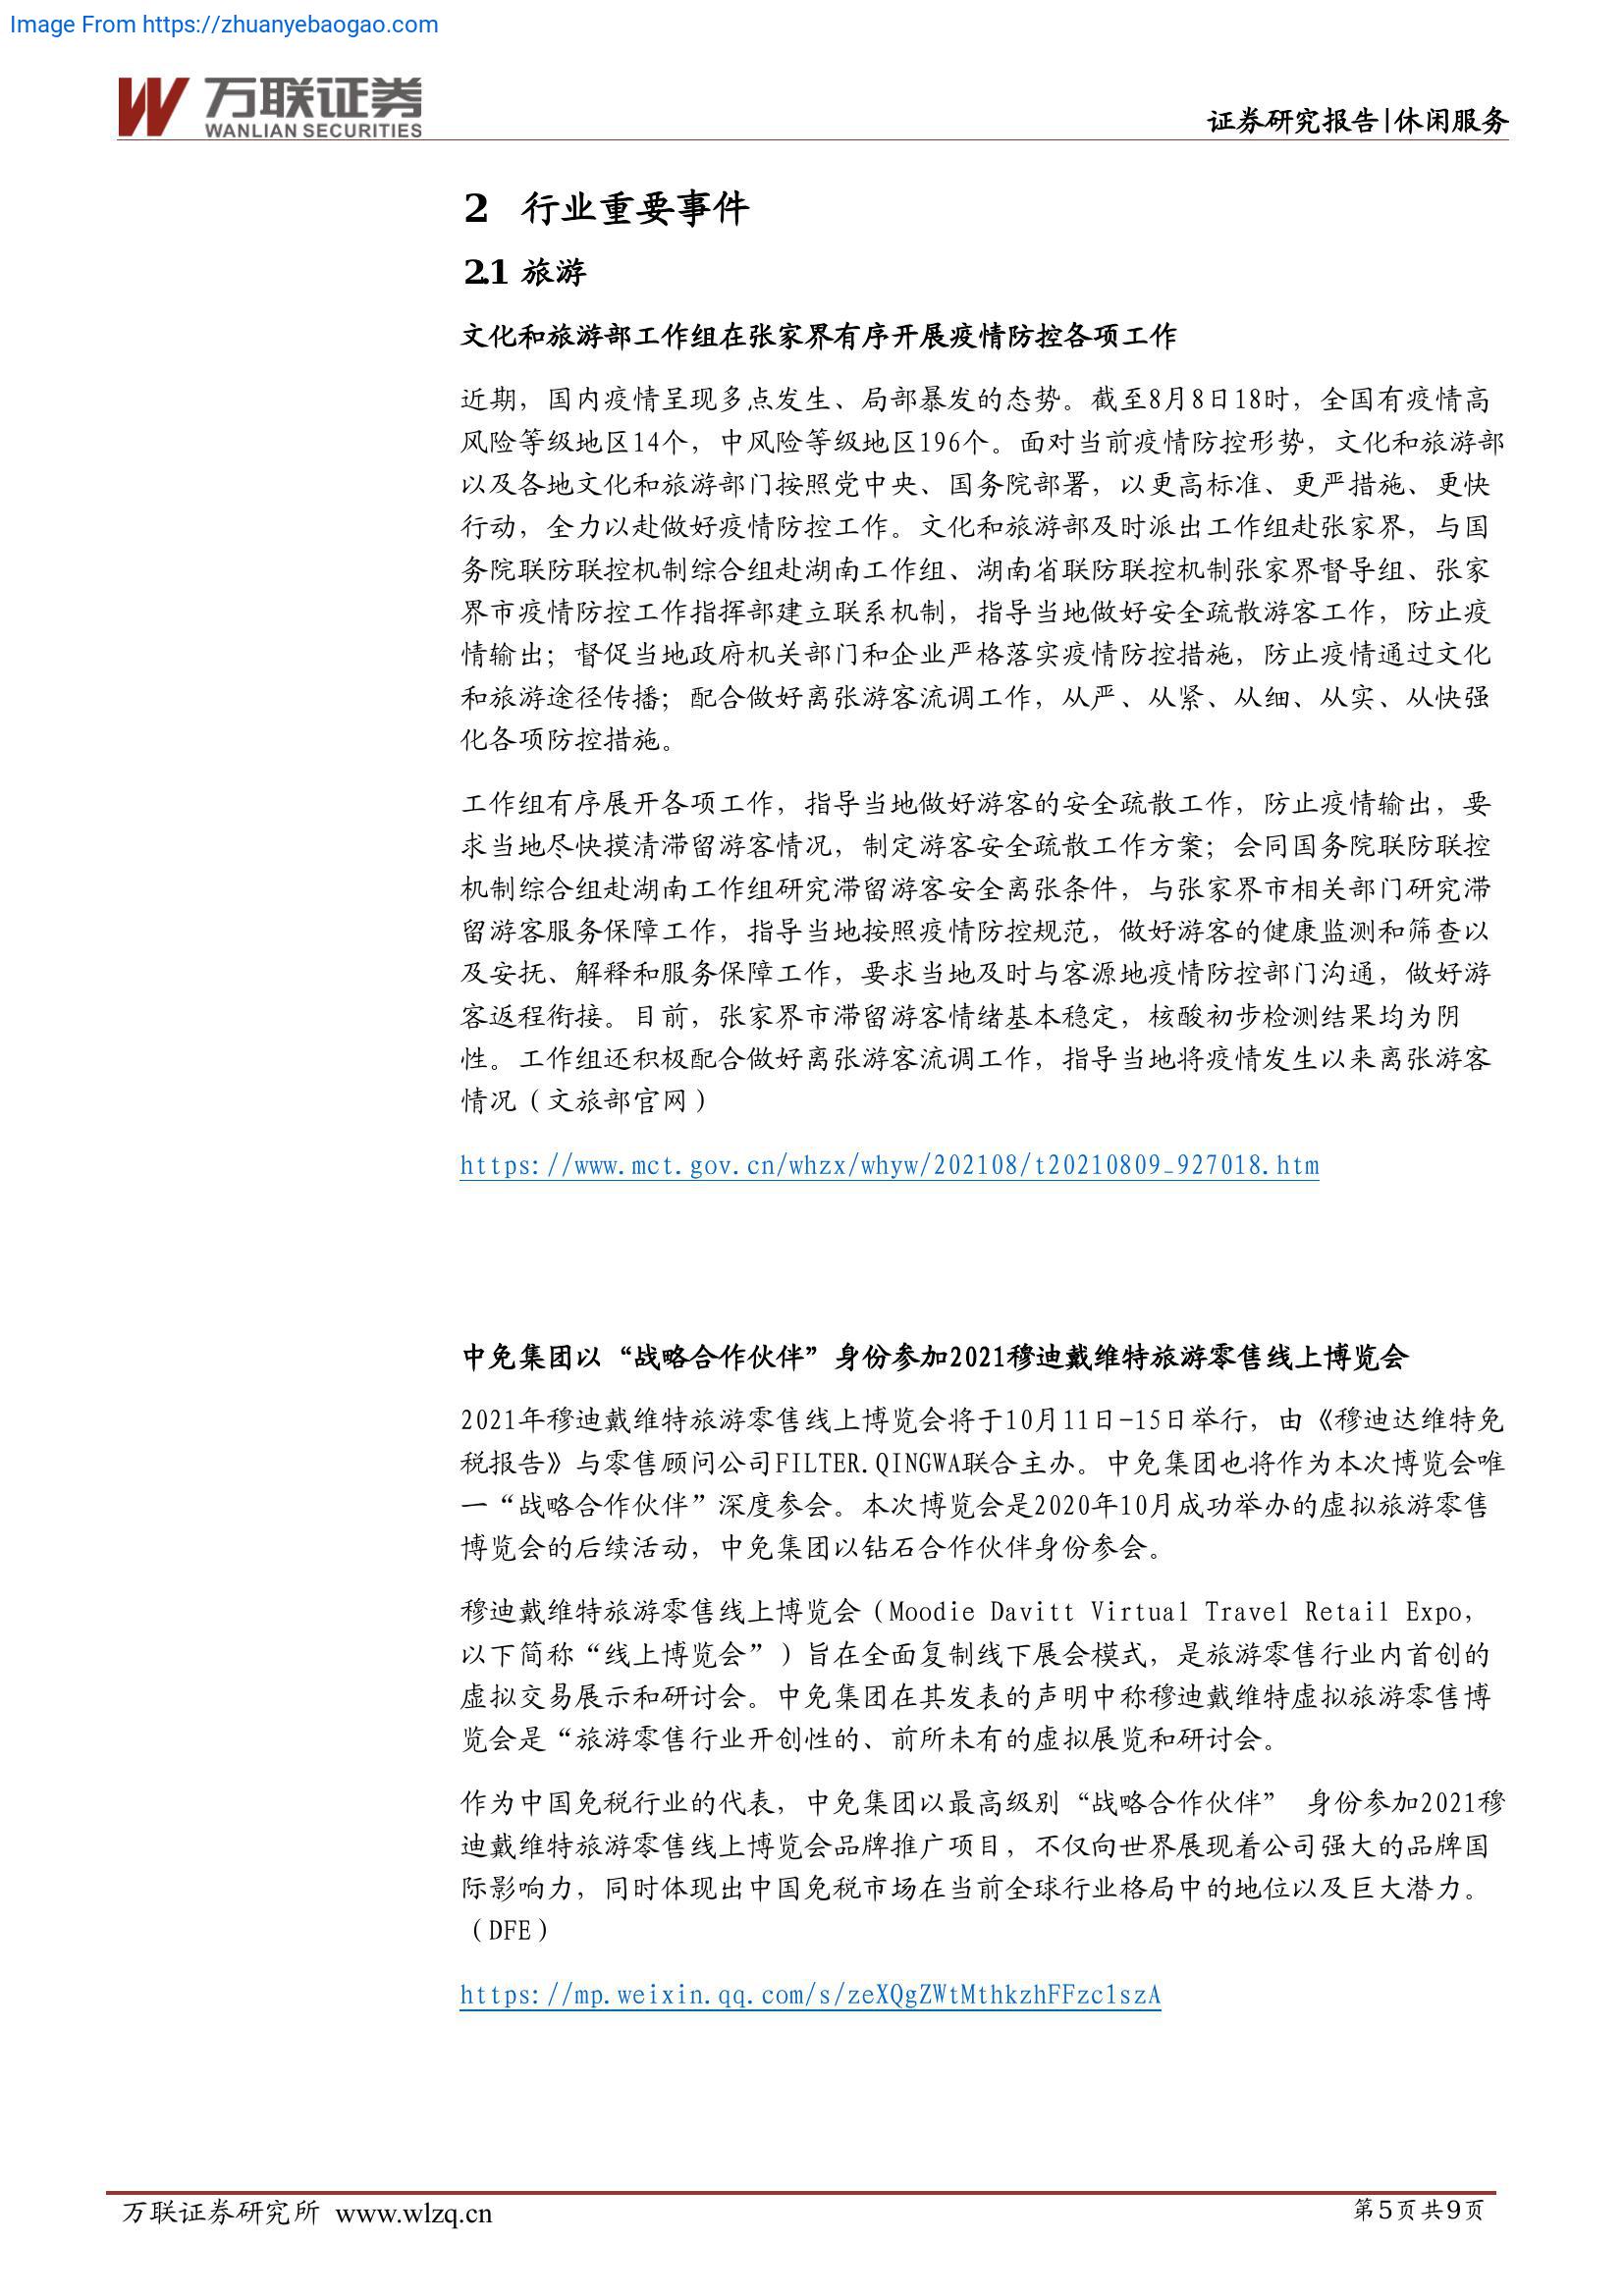 Image From https://zhuanyebaogao.com
万联证券
WANLIAN SECURITIES
证券研究报告|休闲服务
2 行业重要事件
2.1 旅游
文化和旅游部工作组在张家界有序开展疫情防控各项工作
近期，国内疫情呈现多点发生、局部暴发的态势。截至8月8日18时，全国有疫情高
风险等级地区14个，中风险等级地区196个。面对当前疫情防控形势，文化和旅游部
以及各地文化和旅游部门按照党中央、国务院部署，以更高标准、更严措施、更快
行动，全力以赴做好疫情防控工作。文化和旅游部及时派出工作组赴张家界，与国
务院联防联控机制综合组赴湖南工作组、湖南省联防联控机制张家界督导组、张家
界市疫情防控工作指挥部建立联系机制，指导当地做好安全疏散游客工作，防止疫
情输出；督促当地政府机关部门和企业严格落实疫情防控措施，防止疫情通过文化
和旅游途径传播；配合做好离张游客流调工作，从严、从紧、从细、从实、从快强
化各项防控措施。
工作组有序展开各项工作，指导当地做好游客的安全疏散工作，防止疫情输出，要
求当地尽快摸清滞留游客情况，制定游客安全疏散工作方案；会同国务院联防联控
机制综合组赴湖南工作组研究滞留游客安全离张条件，与张家界市相关部门研究滞
留游客服务保障工作，指导当地按照疫情防控规范，做好游客的健康监测和筛查以
及安抚、解释和服务保障工作，要求当地及时与客源地疫情防控部门沟通，做好游
客返程衔接。目前，张家界市滞留游客情绪基本稳定，核酸初步检测结果均为阴
性。工作组还积极配合做好离张游客流调工作，指导当地将疫情发生以来离张游客
情况（文旅部官网）
https://www.mct.gov.cn/whzx/whyw/202108/t20210809_927018.htm
中免集团以“战略合作伙伴”身份参加2021穆迪戴维特旅游零售线上博览会
2021年穆迪戴维特旅游零售线上博览会将于10月11日-15日举行，由《穆迪达维特免
税报告》与零售顾问公司FILTER.QINGWA联合主办。中免集团也将作为本次博览会唯
一“战略合作伙伴”深度参会。本次博览会是2020年10月成功举办的虚拟旅游零售
博览会的后续活动，中免集团以钻石合作伙伴身份参会。
穆迪戴维特旅游零售线上博览会（Moodie Davitt Virtual Travel Retail Expo，
以下简称“线上博览会”）旨在全面复制线下展会模式，是旅游零售行业内首创的
虚拟交易展示和研讨会。中免集团在其发表的声明中称穆迪戴维特虚拟旅游零售博
览会是“旅游零售行业开创性的、前所未有的虚拟展览和研讨会。
作为中国免税行业的代表，中免集团以最高级别“战略合作伙伴” 身份参加2021穆
迪戴维特旅游零售线上博览会品牌推广项目，不仅向世界展现着公司强大的品牌国
际影响力，同时体现出中国免税市场在当前全球行业格局中的地位以及巨大潜力。
（DFE）
https://mp.weixin.qq.com/s/zeXQgZWtMthkzhFFzc1szA
万联证券研究所 www.wlzq.cn
第5页共9页